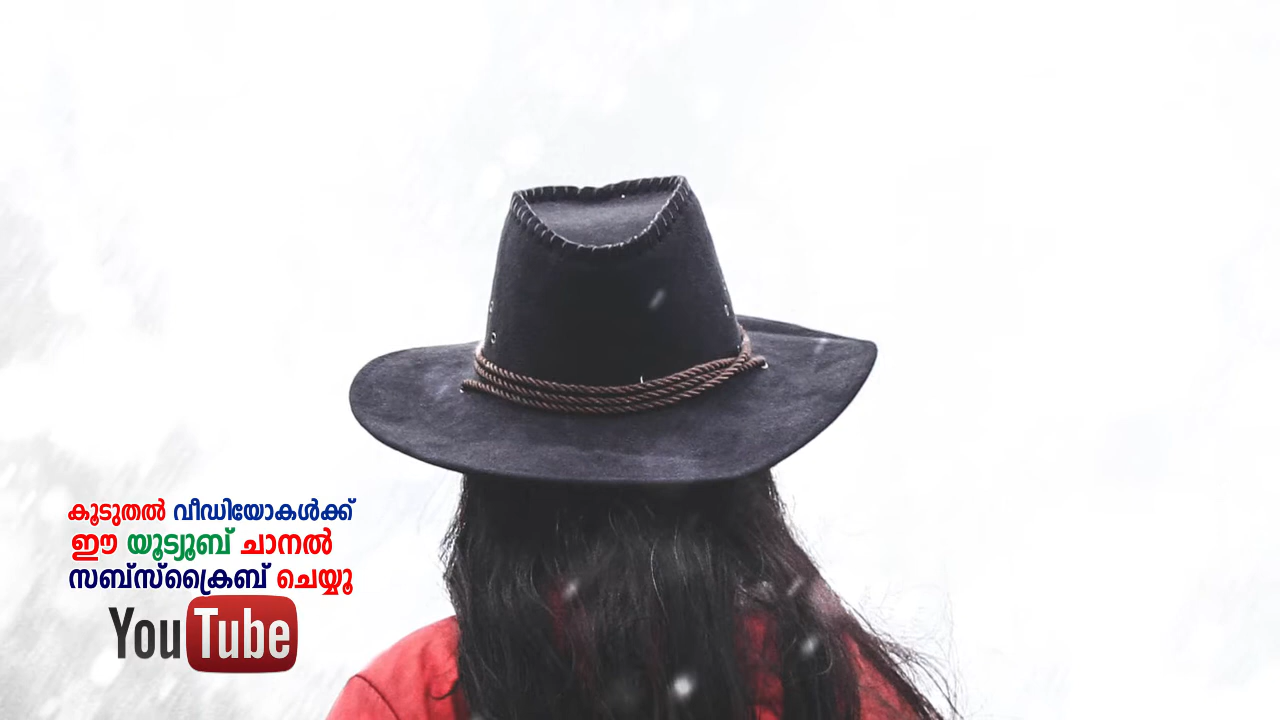 കൂടുതൽ വീഡിയോകൾക്ക്
ഈ യൂട്യൂബ് ചാനൽ
സബ്സ്ക്രൈബ് ചെയ്യൂ
YouTube